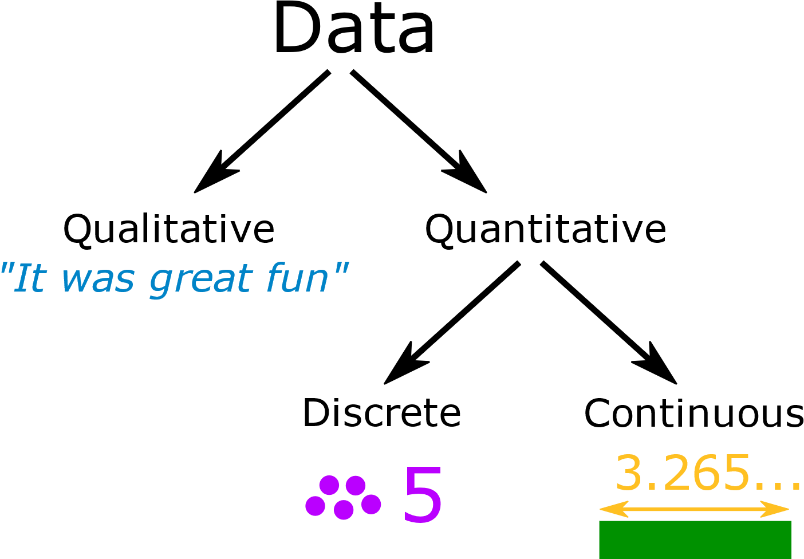 Data
Qualitative
"It was great fun"
Quantitative
Discrete
5
Continuous
3.265...